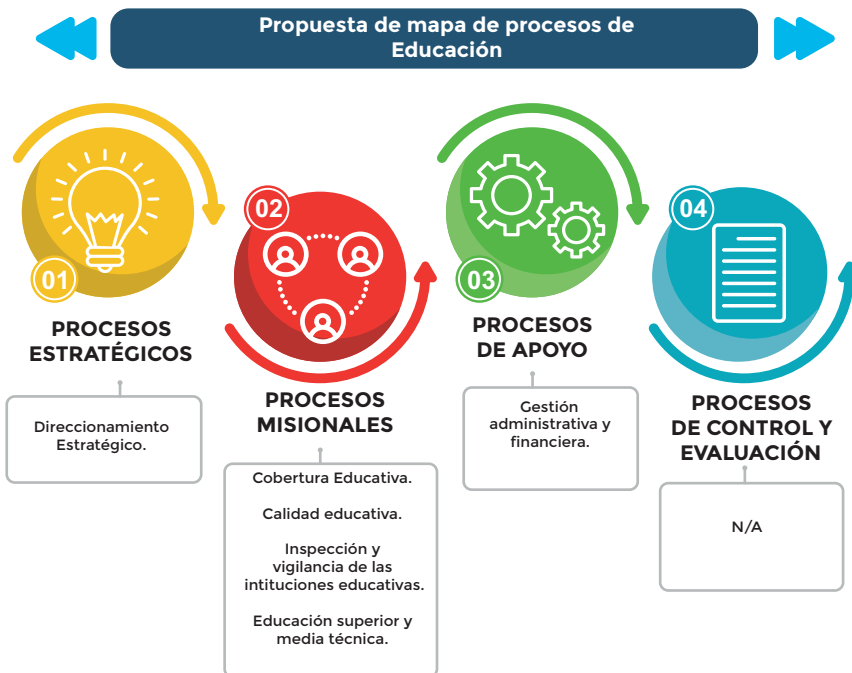 Propuesta de mapa de procesos de
Educación
01
PROCESOS
ESTRATÉGICOS
Direccionamiento
Estratégico.
02
PROCESOS
MISIONALES
Cobertura Educativa.
Calidad educativa.
Inspección y
vigilancia de las
intituciones educativas.
Educación superior y
media técnica.
03
PROCESOS
DE APOYO
Gestión
administrativa y
financiera.
04
PROCESOS
DE CONTROL Y
EVALUACIÓN
N/A